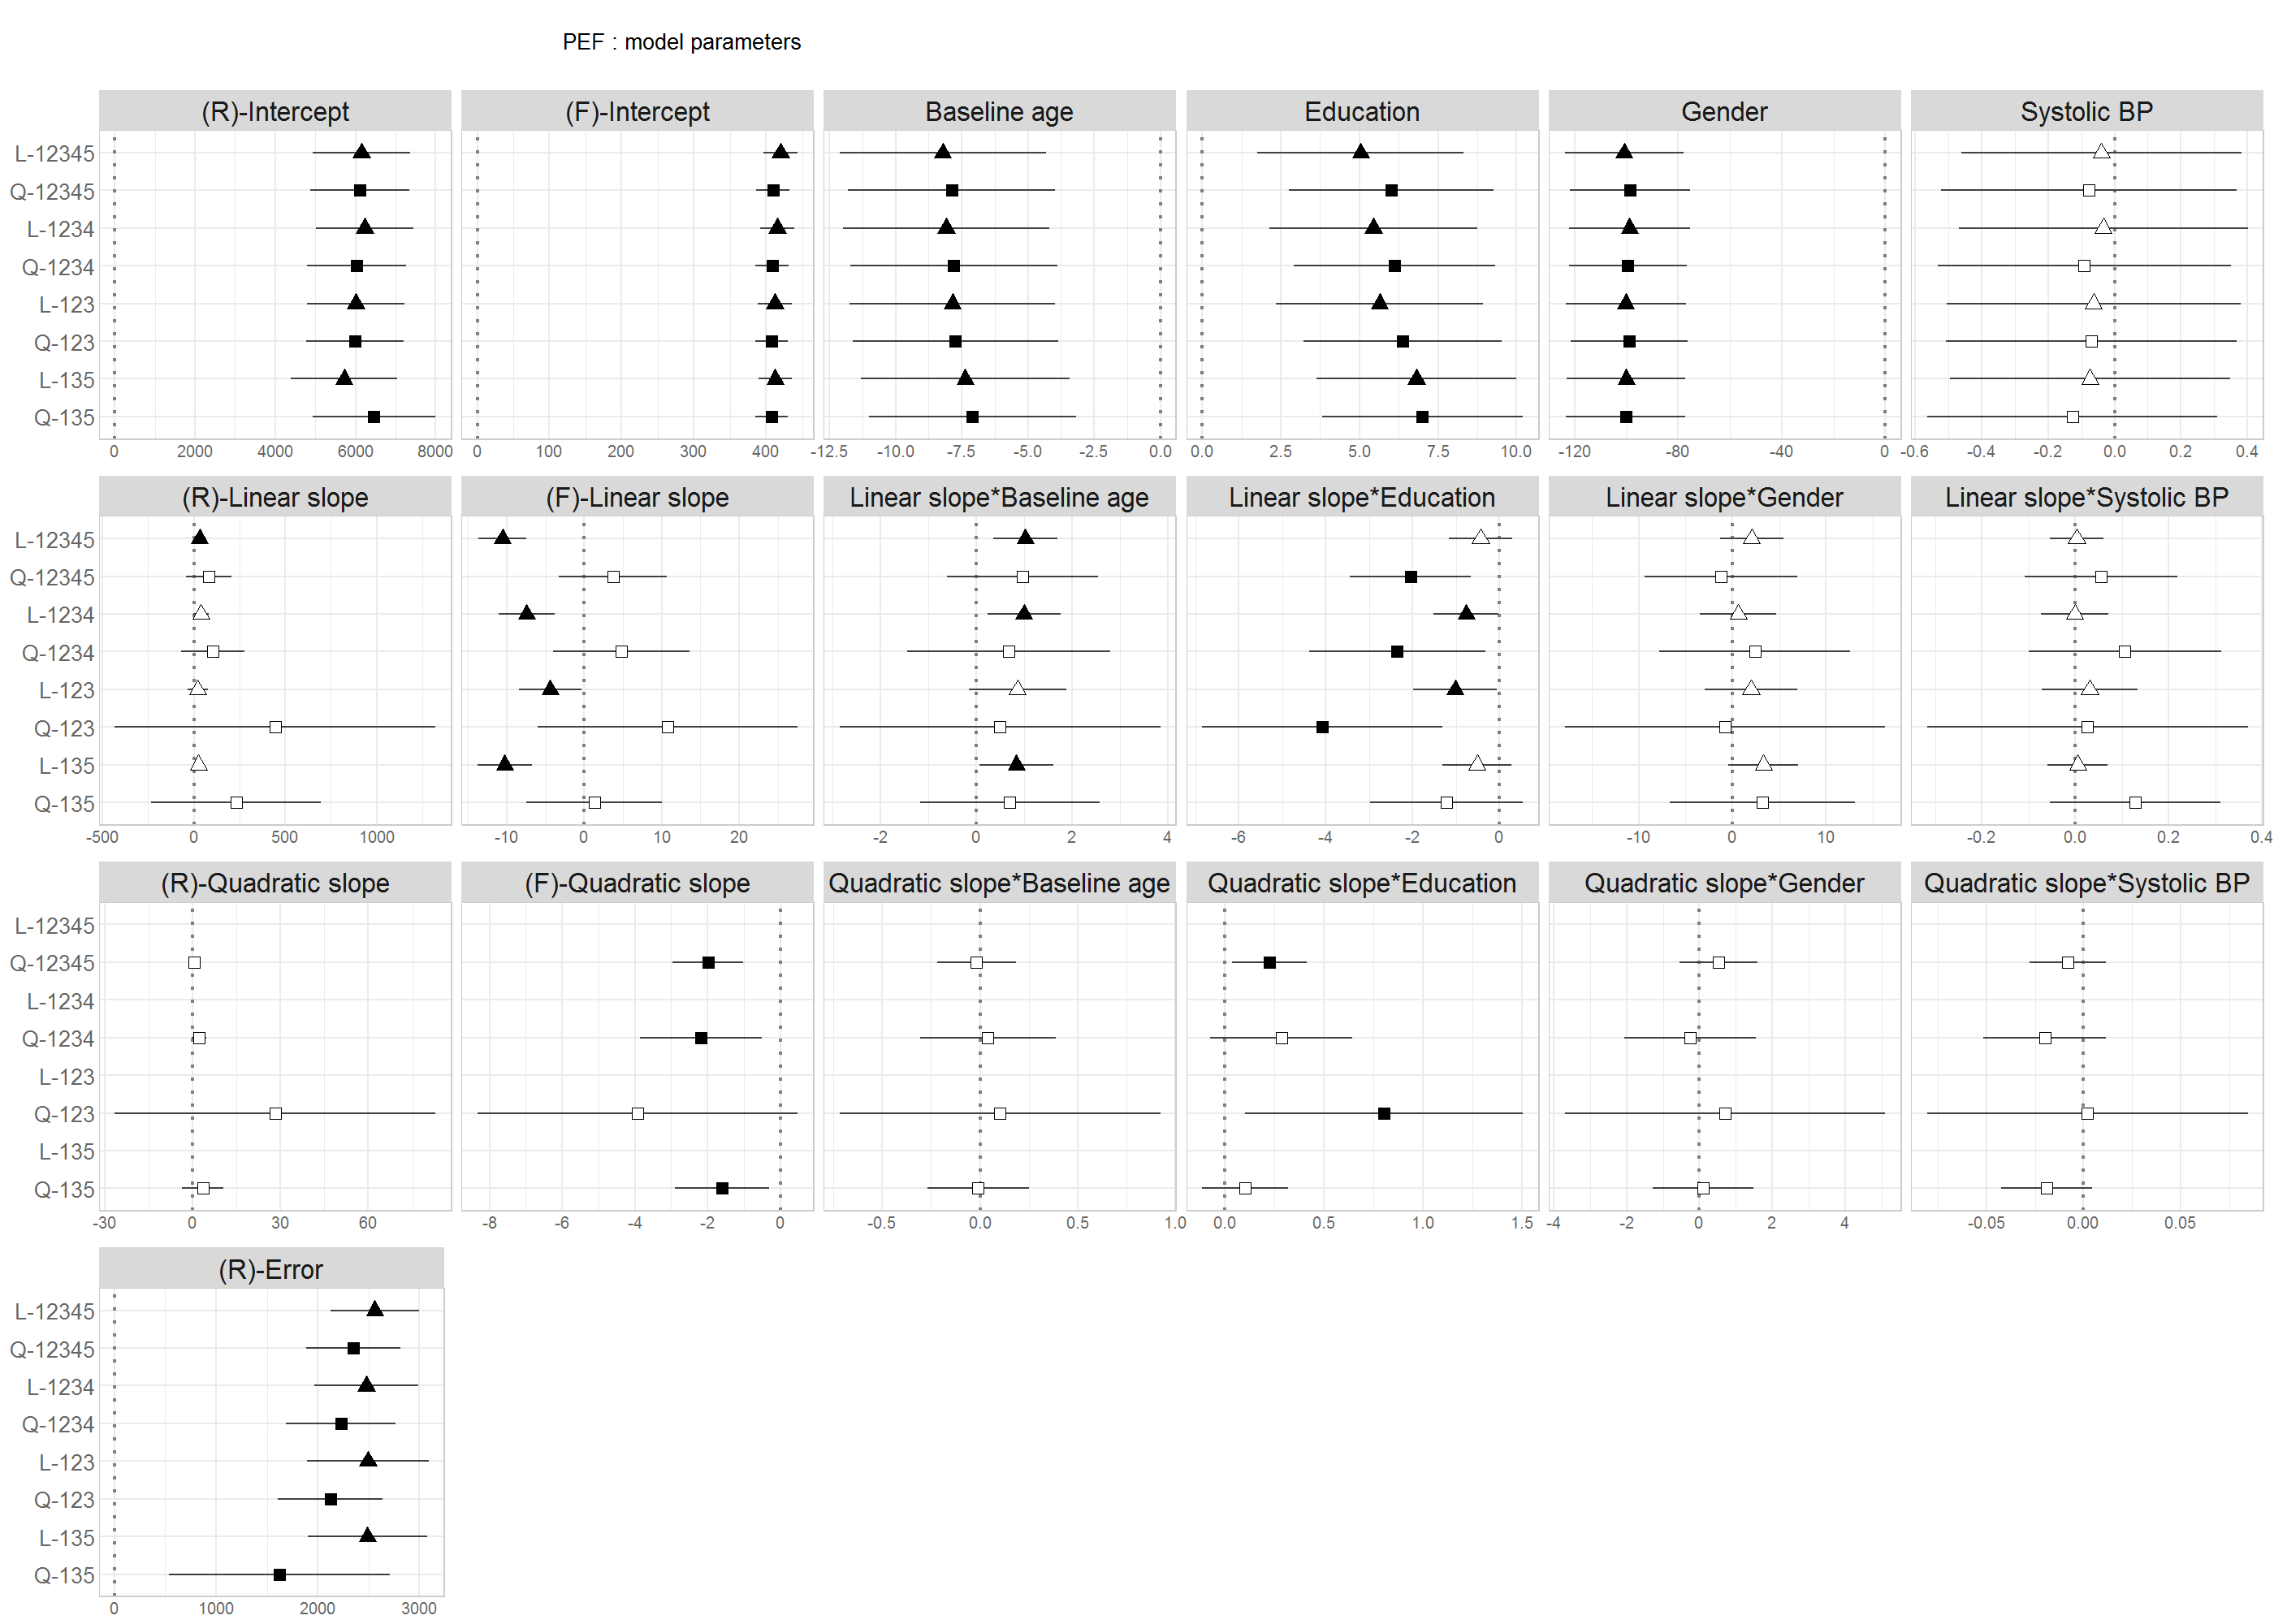 PEF : model parameters
(R)-Intercept (F)-Intercept Baseline age Education Gender Systolic BP
L-12345
Q-12345
L-1234
Q-1234
L-123
Q-123
L-135
Q-135
0 2000 4000 6000 8000 0 100 200 300 400 -12.5 -10.0 -7.5 -5.0 -2.5 0.0 0.0 2.5 5.0 7.5 10.0 -120 -80 -40 0 -0.6 -0.4 -0.2 0.0 0.2 0.4
(R)-Linear slope (F)-Linear slope Linear slope*Baseline age Linear slope*Education Linear slope*Gender Linear slope*Systolic BP
L-12345
Q-12345
L-1234
Q-1234
L-123
Q-123
L-135
Q-135
-500 0 500 1000 -10 0 10 20 -2 0 2 4 -6 -4 -2 0 -10 0 10 -0.2 0.0 0.2 0.4
(R)-Quadratic slope (F)-Quadratic slope Quadratic slope*Baseline age Quadratic slope*Education Quadratic slope*Gender Quadratic slope*Systolic BP
L-12345
Q-12345
L-1234
Q-1234
L-123
Q-123
L-135
Q-135
-30 0 30 60 -8 -6 -4 -2 0 -0.5 0.0 0.5 1.0 0.0 0.5 1.0 1.5 -4 -2 0 2 4 -0.05 0.00 0.05
(R)-Error
L-12345
Q-12345
L-1234
Q-1234
L-123
Q-123
L-135
Q-135
0 1000 2000 3000